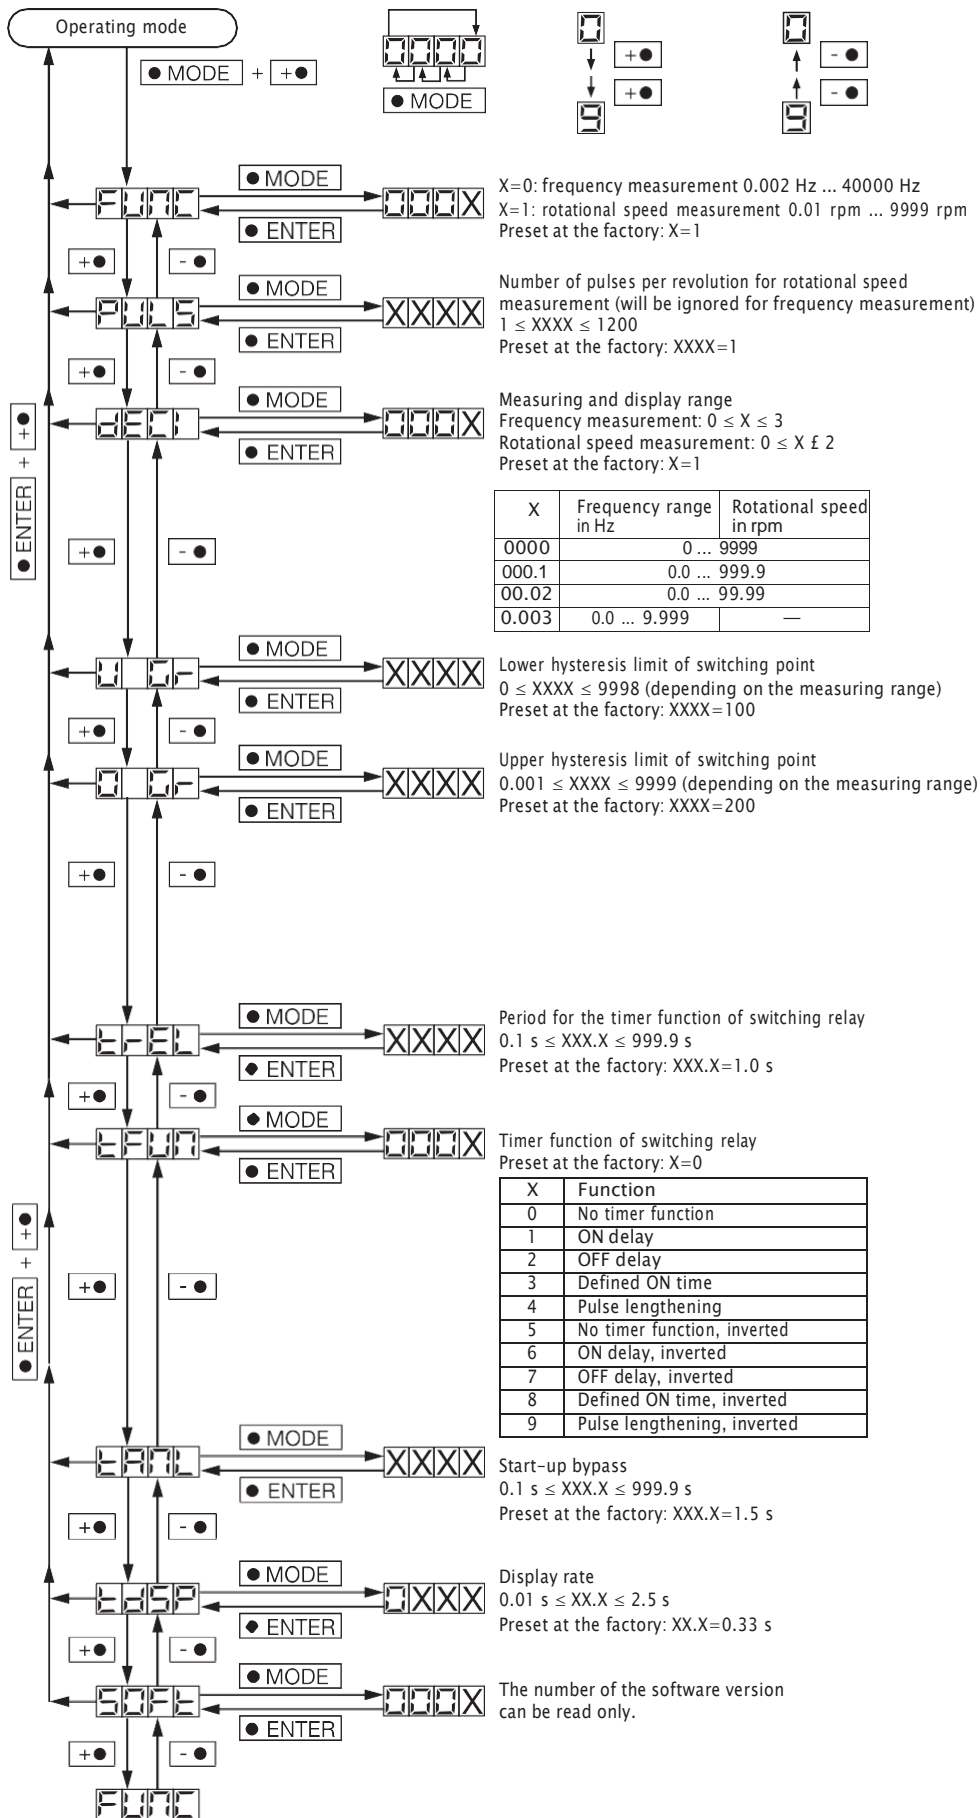 Operating mode
● MODE + +●
0000
● MODE
0
+●
+●
9
0
- ●
- ●
9
FUNC
● MODE
● ENTER
000X
X=0: frequency measurement 0.002 Hz ... 40000 Hz
X=1: rotational speed measurement 0.01 rpm ... 9999 rpm
Preset at the factory: X=1
+●
- ●
PULS
● MODE
● ENTER
XXXX
Number of pulses per revolution for rotational speed
measurement (will be ignored for frequency measurement)
1 ≤ XXXX ≤ 1200
Preset at the factory: XXXX=1
+●
- ●
dECI
● MODE
● ENTER
000X
Measuring and display range
Frequency measurement: 0 ≤ X ≤ 3
Rotational speed measurement: 0 ≤ X £ 2
Preset at the factory: X=1
● ENTER + +●
+●
- ●
X Frequency range in Hz Rotational speed in rpm
0000 0 ... 9999
000.1 0.0 ... 999.9
00.02 0.0 ... 99.99
0.003 0.0 ... 9.999 —
U Gr
● MODE
● ENTER
XXXX
Lower hysteresis limit of switching point
0 ≤ XXXX ≤ 9998 (depending on the measuring range)
Preset at the factory: XXXX=100
+●
- ●
O Gr
● MODE
● ENTER
XXXX
Upper hysteresis limit of switching point
0.001 ≤ XXXX ≤ 9999 (depending on the measuring range)
Preset at the factory: XXXX=200
+●
- ●
trEL
● MODE
● ENTER
XXXX
Period for the timer function of switching relay
0.1 s ≤ XXX.X ≤ 999.9 s
Preset at the factory: XXX.X=1.0 s
+●
- ●
tFUN
● MODE
● ENTER
000X
Timer function of switching relay
Preset at the factory: X=0
● ENTER + +●
+●
- ●
X Function
0 No timer function
1 ON delay
2 OFF delay
3 Defined ON time
4 Pulse lengthening
5 No timer function, inverted
6 ON delay, inverted
7 OFF delay, inverted
8 Defined ON time, inverted
9 Pulse lengthening, inverted
tANL
● MODE
● ENTER
XXXX
Start-up bypass
0.1 s ≤ XXX.X ≤ 999.9 s
Preset at the factory: XXX.X=1.5 s
+●
- ●
tdSP
● MODE
● ENTER
0XXX
Display rate
0.01 s ≤ XX.X ≤ 2.5 s
Preset at the factory: XX.X=0.33 s
+●
- ●
SOFt
● MODE
● ENTER
000X
The number of the software version
can be read only.
+●
- ●
FUNC